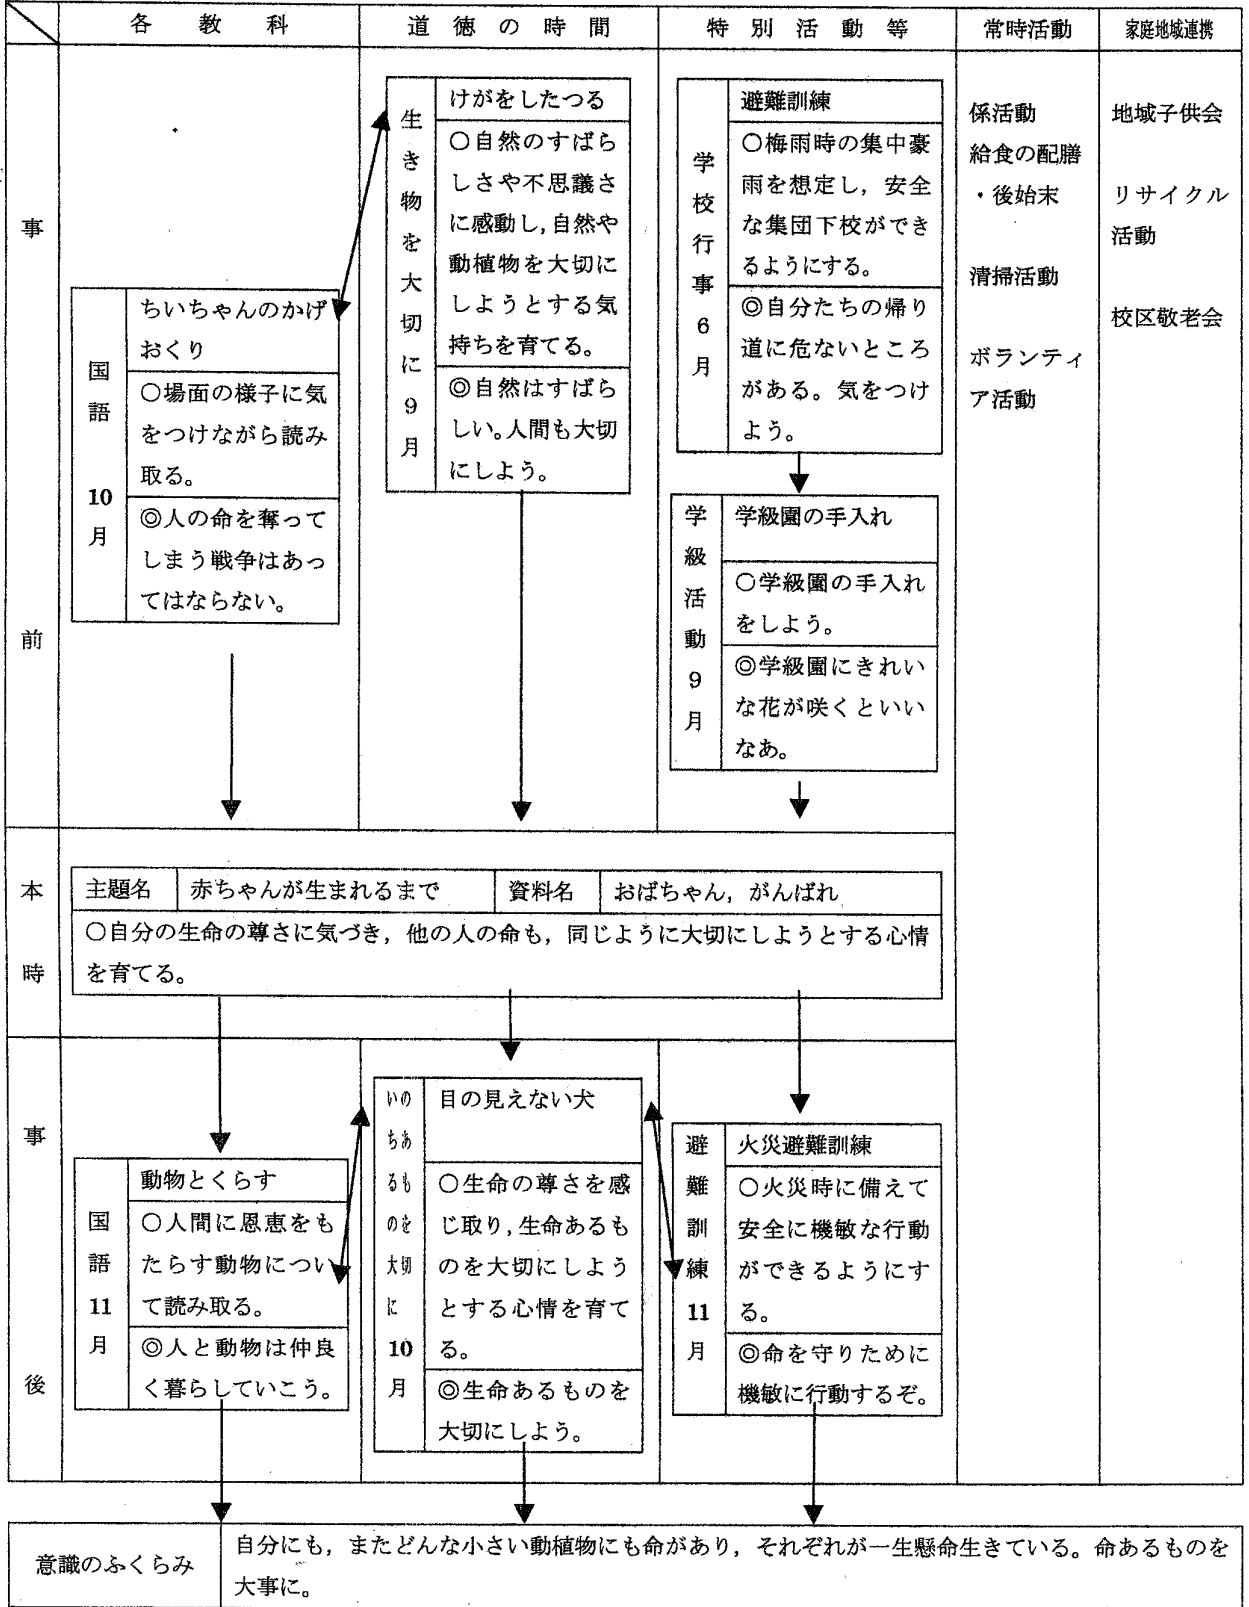 各教科
道徳の時間
特別活動等
常時活動
家庭地域連携
事
前
国語 10月
ちいちゃんのかげ
おくり
○場面の様子に気
をつけながら読み
取る。
◎人の命を奪って
しまう戦争はあっ
てはならない。
生き物を大切に 9月
けがをしたつる
○自然のすばら
しさや不思議さ
に感動し,自然や
動植物を大切に
しようとする気
持ちを育てる。
◎自然はすばら
しい。人間も大切
にしよう。
学校行事 6月
避難訓練
○梅雨時の集中豪
雨を想定し,安全
な集団下校ができ
るようにする。
◎自分たちの帰り
道に危ないところ
がある。気をつけ
よう。
学級活動 9月
学級園の手入れ
○学級園の手入れ
をしよう。
◎学級園にきれい
な花が咲くといい
なあ。
係活動
給食の配膳
・後始末
清掃活動
ボランティ
ア活動
地域子供会
リサイクル
活動
校区敬老会
本
時
主題名 赤ちゃんが生まれるまで 資料名 おばちゃん,がんばれ
○自分の生命の尊さに気づき,他の人の命も,同じように大切にしようとする心情
を育てる。
事
後
国語 11月
動物とくらす
○人間に恩恵をも
たらす動物につい
て読み取る。
◎人と動物は仲良
く暮らしていこう。
いのちあるものを大切に 10月
目の見えない犬
○生命の尊さを感
じ取り,生命あるも
のを大切にしよう
とする心情を育て
る。
◎生命あるものを
大切にしよう。
避難訓練 11月
火災避難訓練
○火災時に備えて
安全に機敏な行動
ができるようにす
る。
◎命を守りために
機敏に行動するぞ。
意識のふくらみ
自分にも,またどんな小さい動植物にも命があり,それぞれが一生懸命生きている。命あるものを
大事に。